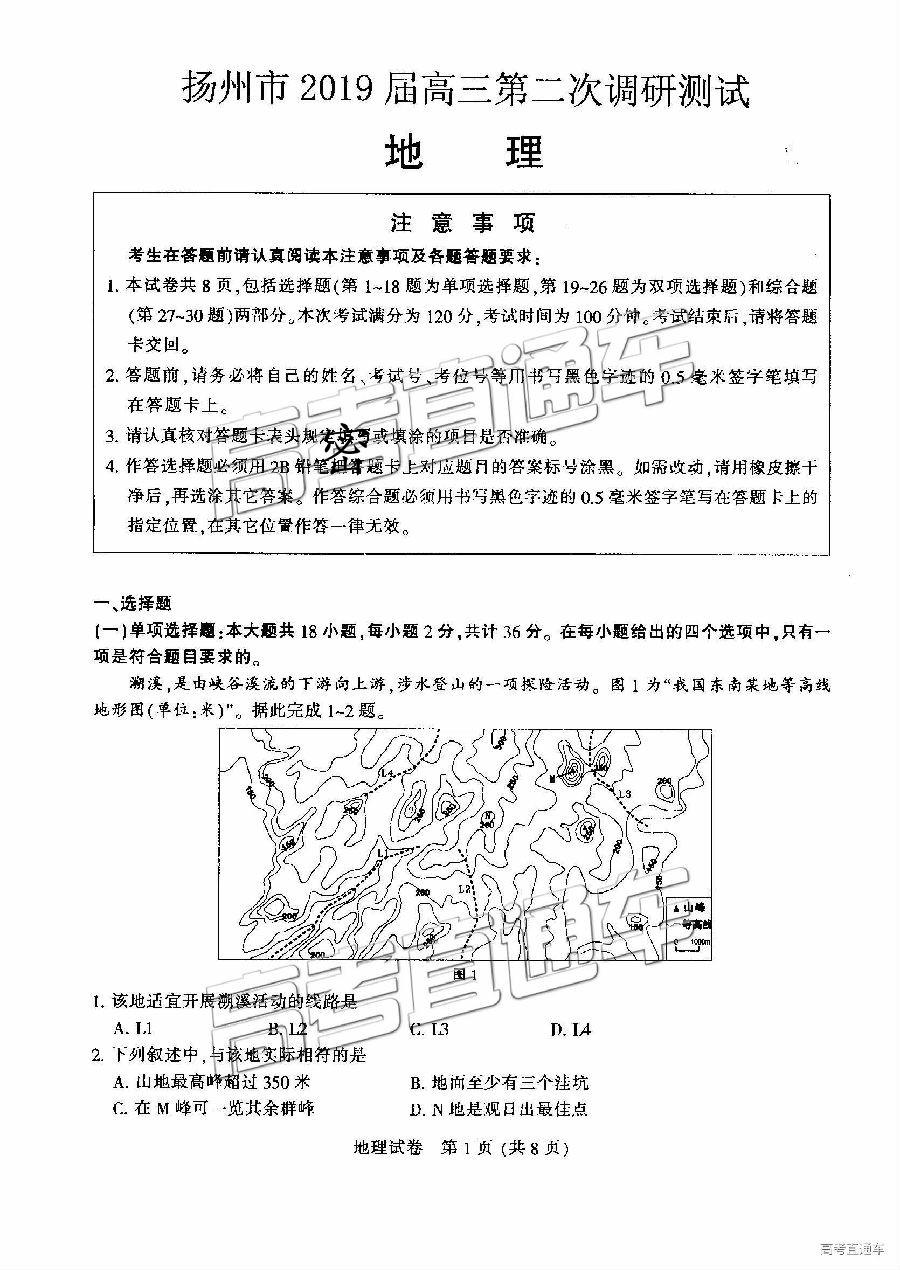 扬州市 2019 届高三第二次调研测试
地 理
注 意 事 项
考生在答题前请认真阅读本注意事项及各题答题要求:
1. 本试卷共 8 页,包括选择题(第 1~18 题为单项选择题,第 19~26 题为双项选择题)和综合题
(第 27~30 题)两部分。本次考试满分为 120 分,考试时间为 100 分钟。考试结束后,请将答题
卡交回。
2. 答题前,请务必将自己的姓名、考试号、考位号等用书写黑色字迹的 0.5 毫米签字笔填写
在答题卡上。
3. 请认真核对答题卡表头规定填写或填涂的项目是否准确。
4. 作答选择题必须用 2B 铅笔把答题卡上对应题目的答案标号涂黑。如需改动,请用橡皮擦干
净后,再选涂其它答案。作答综合题必须用书写黑色字迹的 0.5 毫米签字笔写在答题卡上的
指定位置,在其它位置作答一律无效。
密
高考直通车
一、选择题
(一)单项选择题:本大题共 18 小题,每小题 2 分,共计 36 分。在每小题给出的四个选项中,只有一
项是符合题目要求的。
溯溪,是由峡谷溪流的下游向上游,涉水登山的一项探险活动。图 1 为“我国东南某地等高线
地形图(单位:米)”。据此完成 1~2 题。
L4
M
L3
N
L
L2
200
▲ 山峰
等高线
0 1000m
图 1
高考直通车
1. 该地适宜开展溯溪活动的线路是
A. L1 B. L2 C. L3 D. L4
2. 下列叙述中,与该地实际相符的是
A. 山地最高峰超过 350 米 B. 地面至少有三个洼坑
C. 在 M 峰可一览其余群峰 D. N 地是观日出最佳点
地理试卷 第 1 页 (共 8 页)
高考直通车